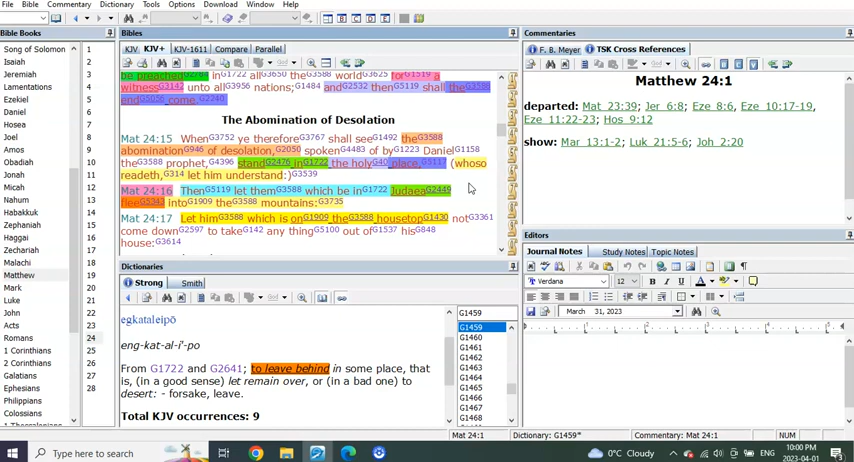 File Bible Commentary Dictionary Tools Options Download Window Help
Bible Books
Song of Solomon
Isaiah
Jeremiah
Lamentations
Ezekiel
Daniel
Hosea
Joel
Amos
Obadiah
Jonah
Micah
Nahum
Habakkuk
Zephaniah
Haggai
Zechariah
Malachi
Matthew
Mark
Luke
John
Acts
Romans
1 Corinthians
2 Corinthians
Galatians
Ephesians
Philippians
Colossians
1 Thessalonians
1
2
3
4
5
6
7
8
9
10
11
12
13
14
15
16
17
18
19
20
21
22
23
24
25
26
27
28
Bibles
KJV KJV+ KJV-1611 Compare Parallel
be preached G2784 in G1722 all G3650 the G3588 world G3625 for G1519 a
witness G3142 unto all nations; G1484 and G2532 then G5119 shall the G3588
end G5056 come. G2240
The Abomination of Desolation
Mat 24:15 When G3752 ye therefore G3767 shall see G1492 the G3588
abomination G946 of desolation, G2050 spoken G4483 of by G1223 Daniel G1158
the G3588 prophet, G4396 stand G2476 in G1722 the holy G40 place, G5117 (whoso
readeth, G314 let him understand:) G3539
Mat 24:16 Then G5119 let them G3588 which be in G1722 Judaea G2449
flee G5343 into G1909 the G3588 mountains: G3735
Mat 24:17 Let him G3588 which is on G1909 the G3588 housetop G1430 not G3361
come down G2597 to take G142 any thing G5100 out of G1537 his G848
house: G3614
Dictionaries
Strong Smith
egkataleipō
eng-kat-al-i'-po
From G1722 and G2641; to leave behind in some place, that
is, (in a good sense) let remain over, or (in a bad one) to
desert: - forsake, leave.
Total KJV occurrences: 9
G1459
G1459
G1460
G1461
G1462
G1463
G1464
G1465
G1466
G1467
G1468
Commentaries
F. B. Meyer TSK Cross References
Matthew 24:1
departed: Mat 23:39; Jer 6:8; Eze 8:6, Eze 10:17-19,
Eze 11:22-23; Hos 9:12
show: Mar 13:1-2; Luk 21:5-6; Joh 2:20
Editors
Journal Notes Study Notes Topic Notes
Verdana 12 B I U A
March 31, 2023
1 2 3 4 5
Mat 24:1 Dictionary: G1459* Commentary: Mat 24:1 NUM
Type here to search
0°C Cloudy ENG 10:00 PM
2023-04-01